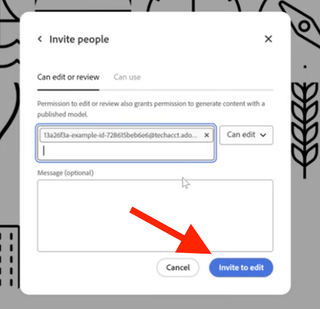 Invite people
Can edit or review
Can use
Permission to edit or review also grants permission to generate content with a
published model.
13a26f3a-example-id-728615beb6e6@techacct.ado...
Can edit
Message (optional)
Cancel
Invite to edit